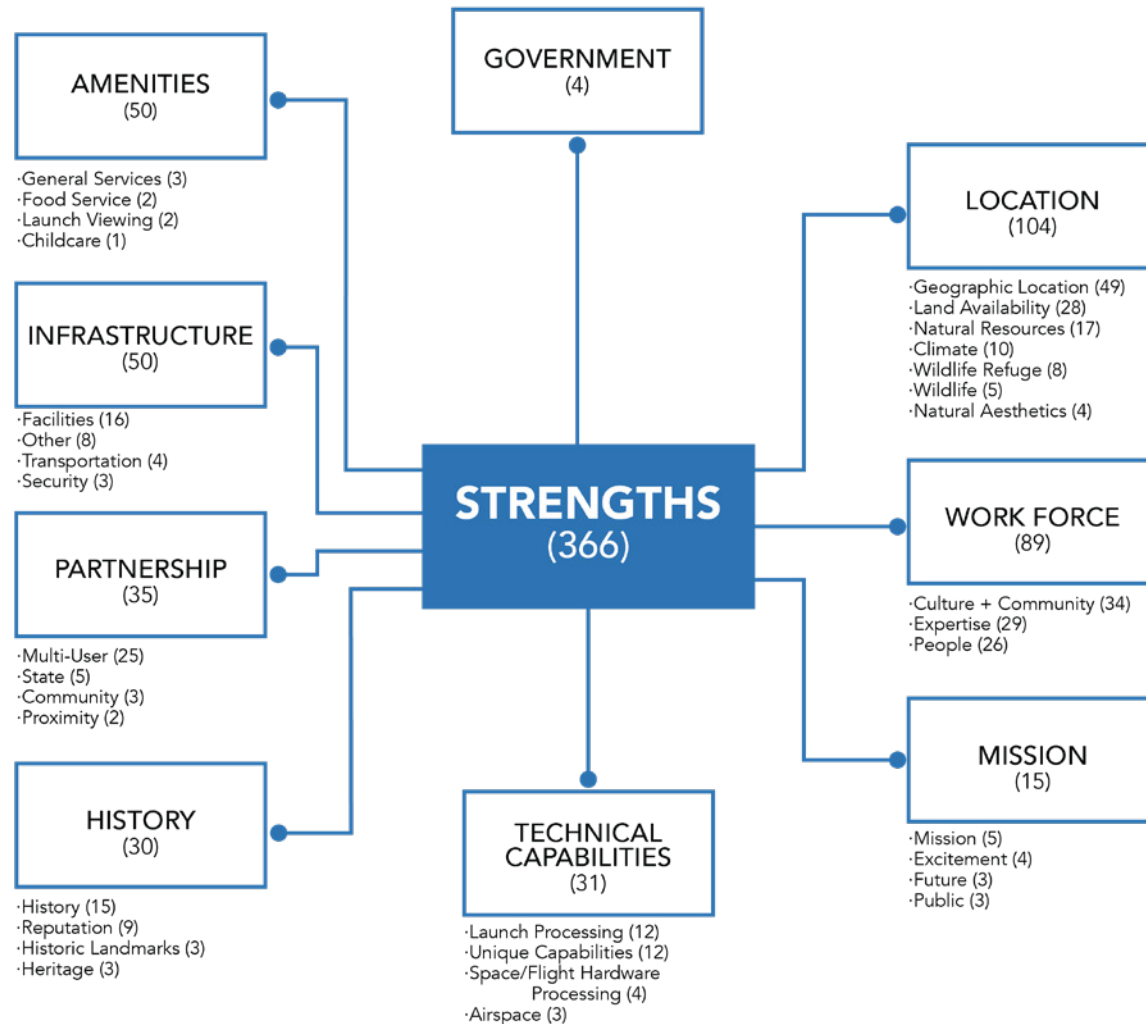 AMENITIES
(50)
·General Services (3)
·Food Service (2)
·Launch Viewing (2)
·Childcare (1)
INFRASTRUCTURE
(50)
·Facilities (16)
·Other (8)
·Transportation (4)
·Security (3)
PARTNERSHIP
(35)
·Multi-User (25)
·State (5)
·Community (3)
·Proximity (2)
HISTORY
(30)
·History (15)
·Reputation (9)
·Historic Landmarks (3)
·Heritage (3)
GOVERNMENT
(4)
STRENGTHS
(366)
TECHNICAL
CAPABILITIES
(31)
·Launch Processing (12)
·Unique Capabilities (12)
·Space/Flight Hardware
Processing (4)
·Airspace (3)
LOCATION
(104)
·Geographic Location (49)
·Land Availability (28)
·Natural Resources (17)
·Climate (10)
·Wildlife Refuge (8)
·Wildlife (5)
·Natural Aesthetics (4)
WORK FORCE
(89)
·Culture + Community (34)
·Expertise (29)
·People (26)
MISSION
(15)
·Mission (5)
·Excitement (4)
·Future (3)
·Public (3)